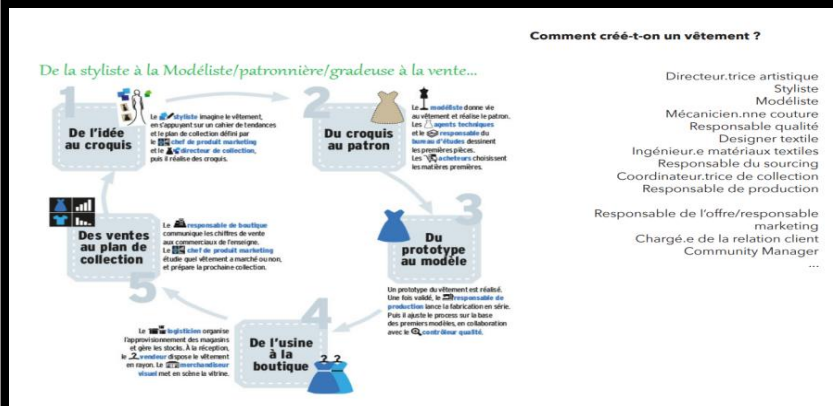 Comment créé-t-on un vêtement ?
De la styliste à la Modéliste/patronnière/gradeuse à la vente...
1
De l'idée
au croquis
Le styliste imagine le vêtement,
en s'appuyant sur un cahier de tendances
et le plan de collection défini par
le chef de produit marketing
et le directeur de collection,
puis il réalise des croquis.
2
Du croquis
au patron
Le modéliste donne vie
au vêtement et réalise le patron.
Les agents techniques
et le responsable du
bureau d'études dessinent
les premières pièces.
Les acheteurs choisissent
les matières premières.
3
Du
prototype
au modèle
Un prototype du vêtement est réalisé.
Une fois validé, le responsable de
production lance la fabrication en série.
Puis il ajuste le process sur la base
des premiers modèles, en collaboration
avec le contrôleur qualité.
4
De l'usine
à la
boutique
Le logisticien organise
l'approvisionnement des magasins
et gère les stocks. À la réception,
le vendeur dispose le vêtement
en rayon. Le merchandiseur
visuel met en scène la vitrine.
5
Des ventes
au plan de
collection
Le responsable de boutique
communique les chiffres de vente
aux commerciaux de l'enseigne.
Le chef de produit marketing
étudie quel vêtement a marché ou non,
et prépare la prochaine collection.
Directeur.trice artistique
Styliste
Modéliste
Mécanicien.nne couture
Responsable qualité
Designer textile
Ingénieur.e matériaux textiles
Responsable du sourcing
Coordinateur.trice de collection
Responsable de production
Responsable de l'offre/responsable
marketing
Chargé.e de la relation client
Community Manager
...